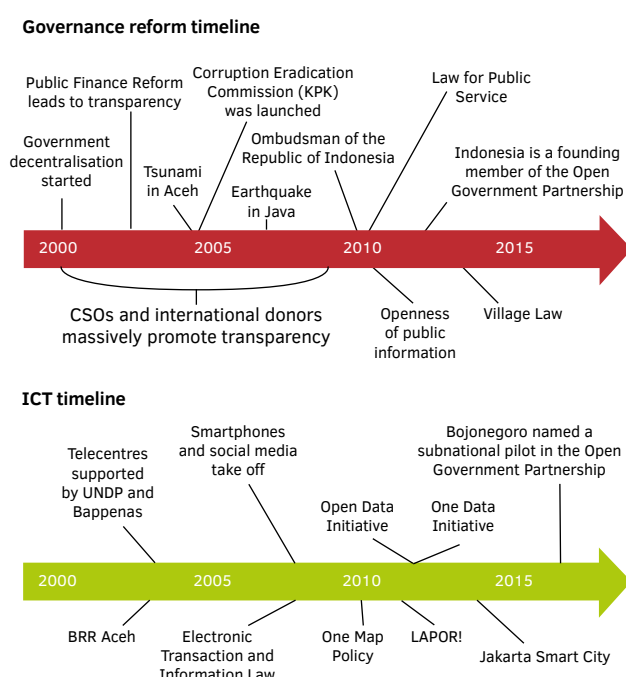 Governance reform timeline
Public Finance Reform
leads to transparency
Corruption Eradication
Commission (KPK)
was launched
Law for Public
Service
Government
decentralisation
started
Tsunami
in Aceh
Earthquake
in Java
Ombudsman of the
Republic of Indonesia
Indonesia is a founding
member of the Open
Government Partnership
2000 2005 2010 2015
CSOs and international donors
massively promote transparency
Openness
of public
information
Village Law
ICT timeline
Telecentres
supported
by UNDP and
Bappenas
Smartphones
and social media
take off
Open Data
Initiative
One Data
Initiative
Bojonegoro named a
subnational pilot in the Open
Government Partnership
2000 2005 2010 2015
BRR Aceh
Electronic
Transaction and
Information Law
One Map
Policy
LAPOR!
Jakarta Smart City